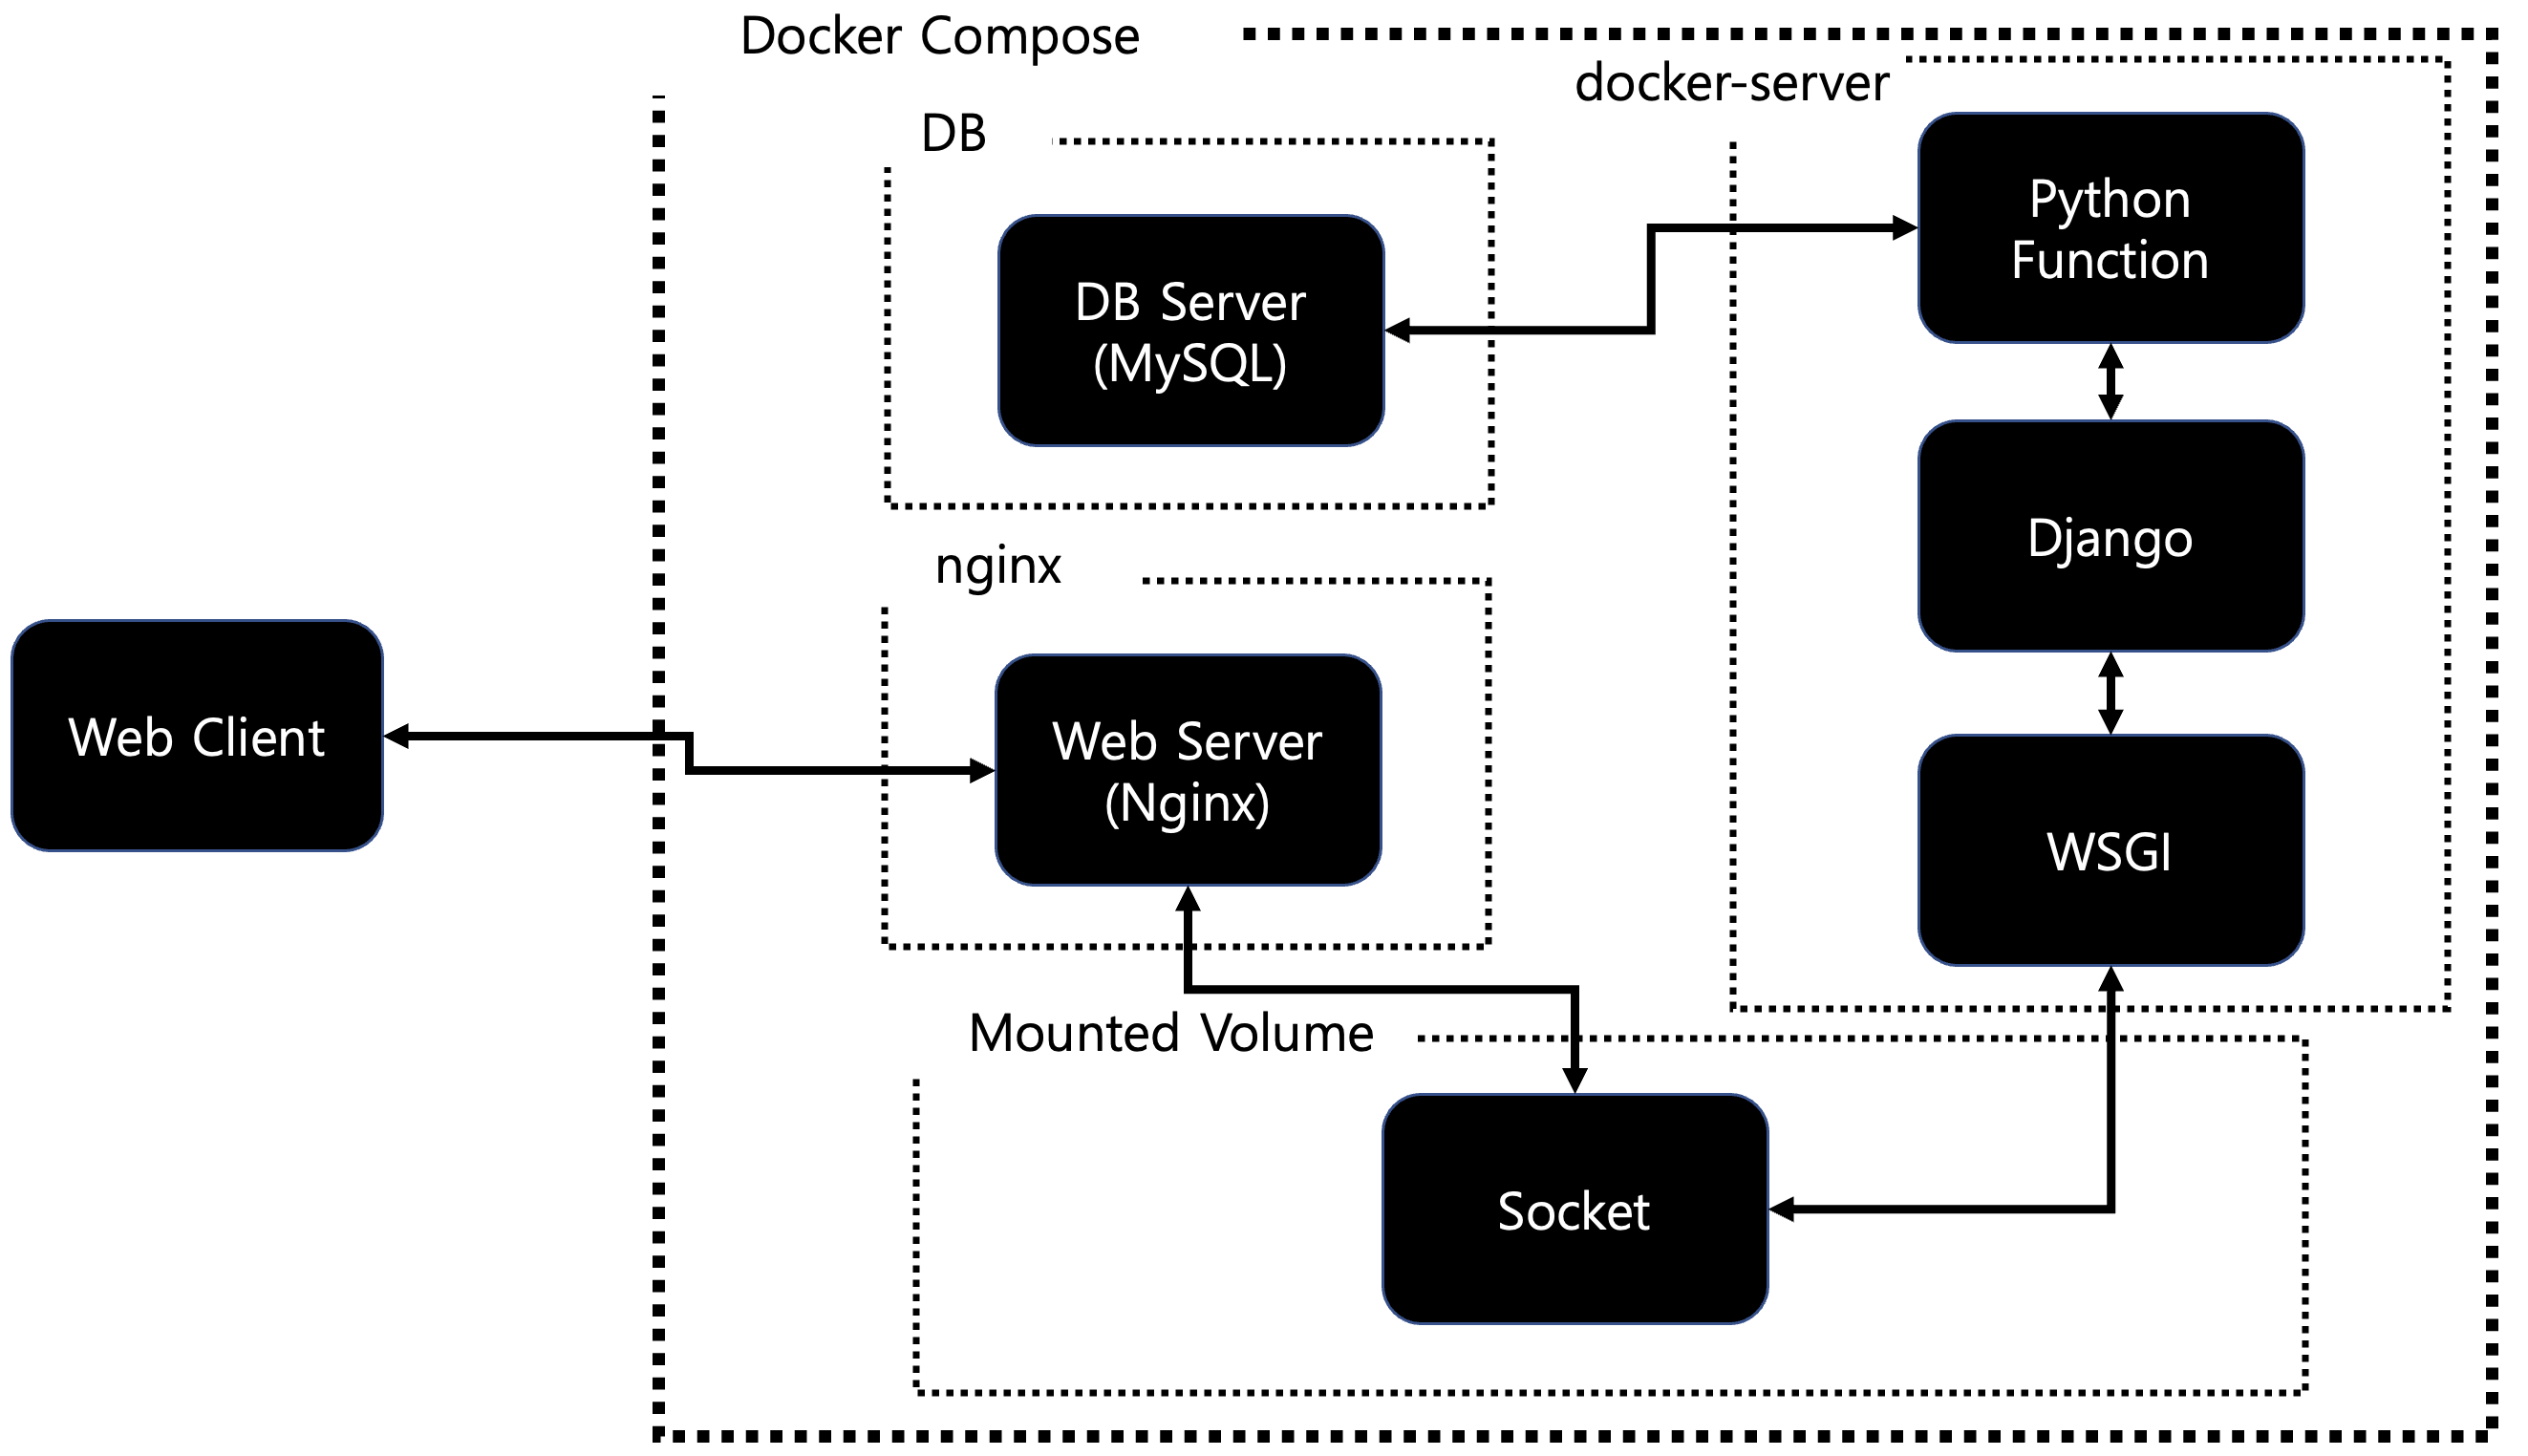 Docker Compose
docker-server
DB
Python
Function
DB Server
(MySQL)
Django
nginx
Web Client
Web Server
(Nginx)
WSGI
Mounted Volume
Socket